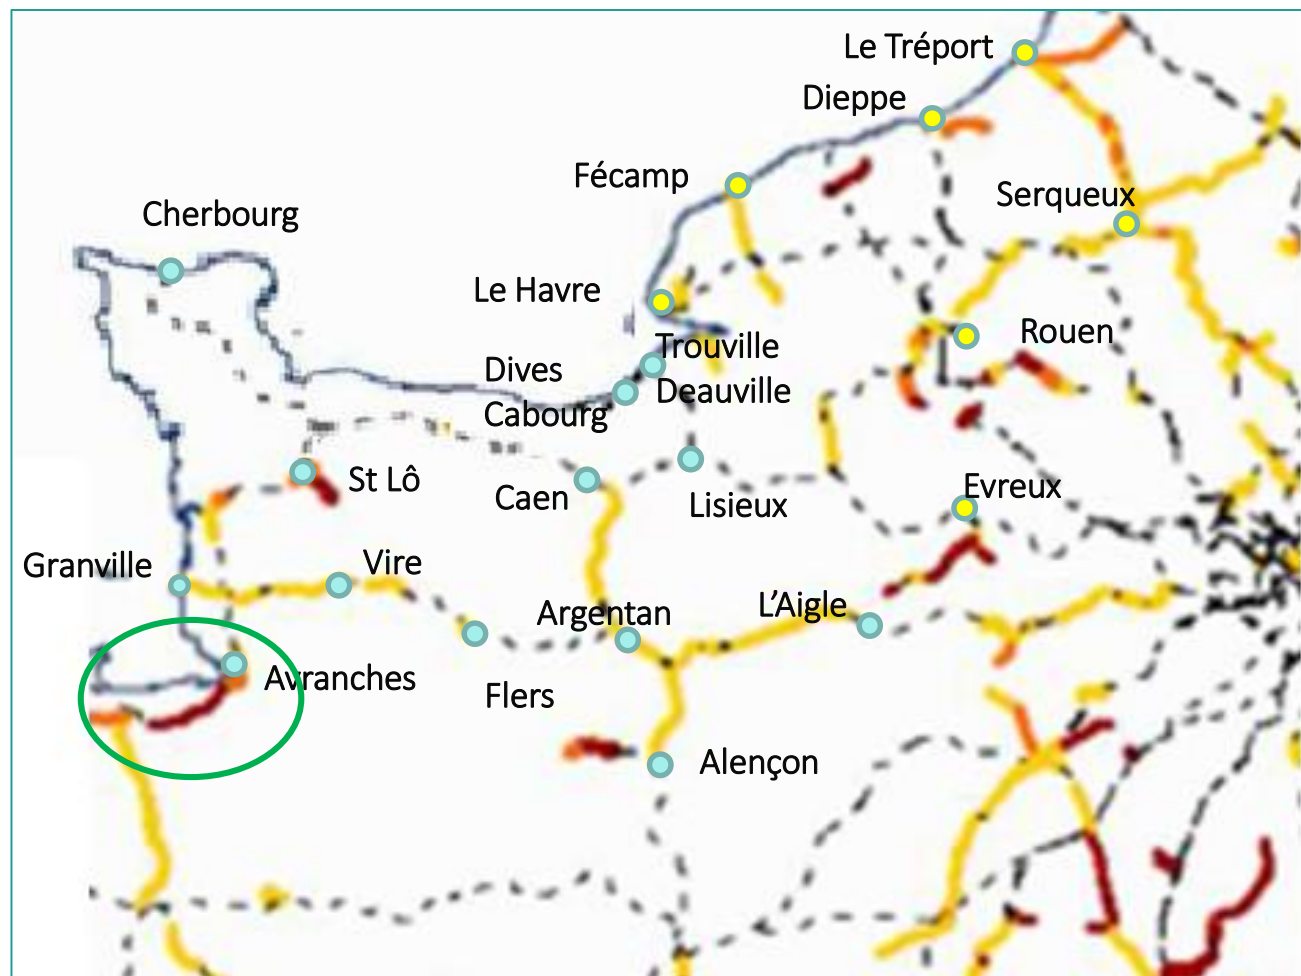 Le Tréport
Dieppe
Fécamp
Serqueux
Cherbourg
Le Havre
Rouen
Trouville
Deauville
Dives
Cabourg
St Lô
Caen
Lisieux
Evreux
Granville
Vire
Argentan
L’Aigle
Avranches
Flers
Alençon